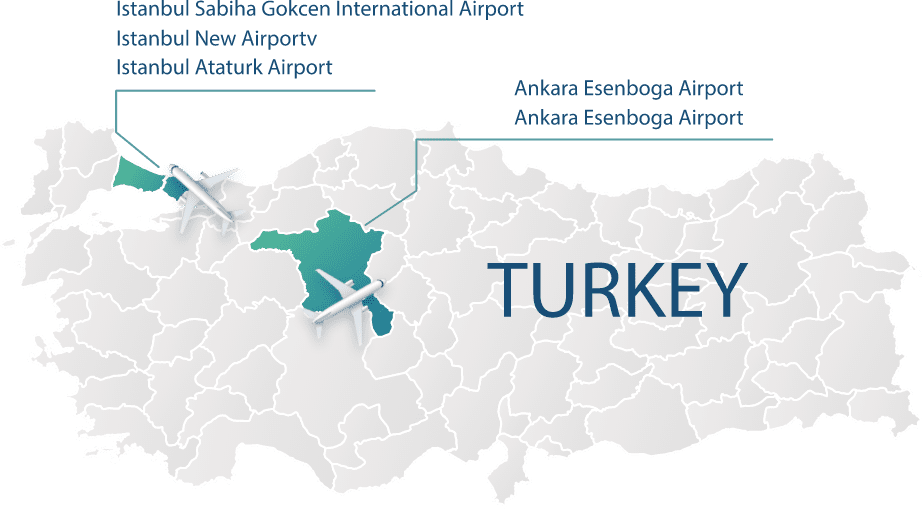 Istanbul Sabiha Gokcen International Airport
Istanbul New Airportv
Istanbul Ataturk Airport
Ankara Esenboga Airport
Ankara Esenboga Airport
TURKEY